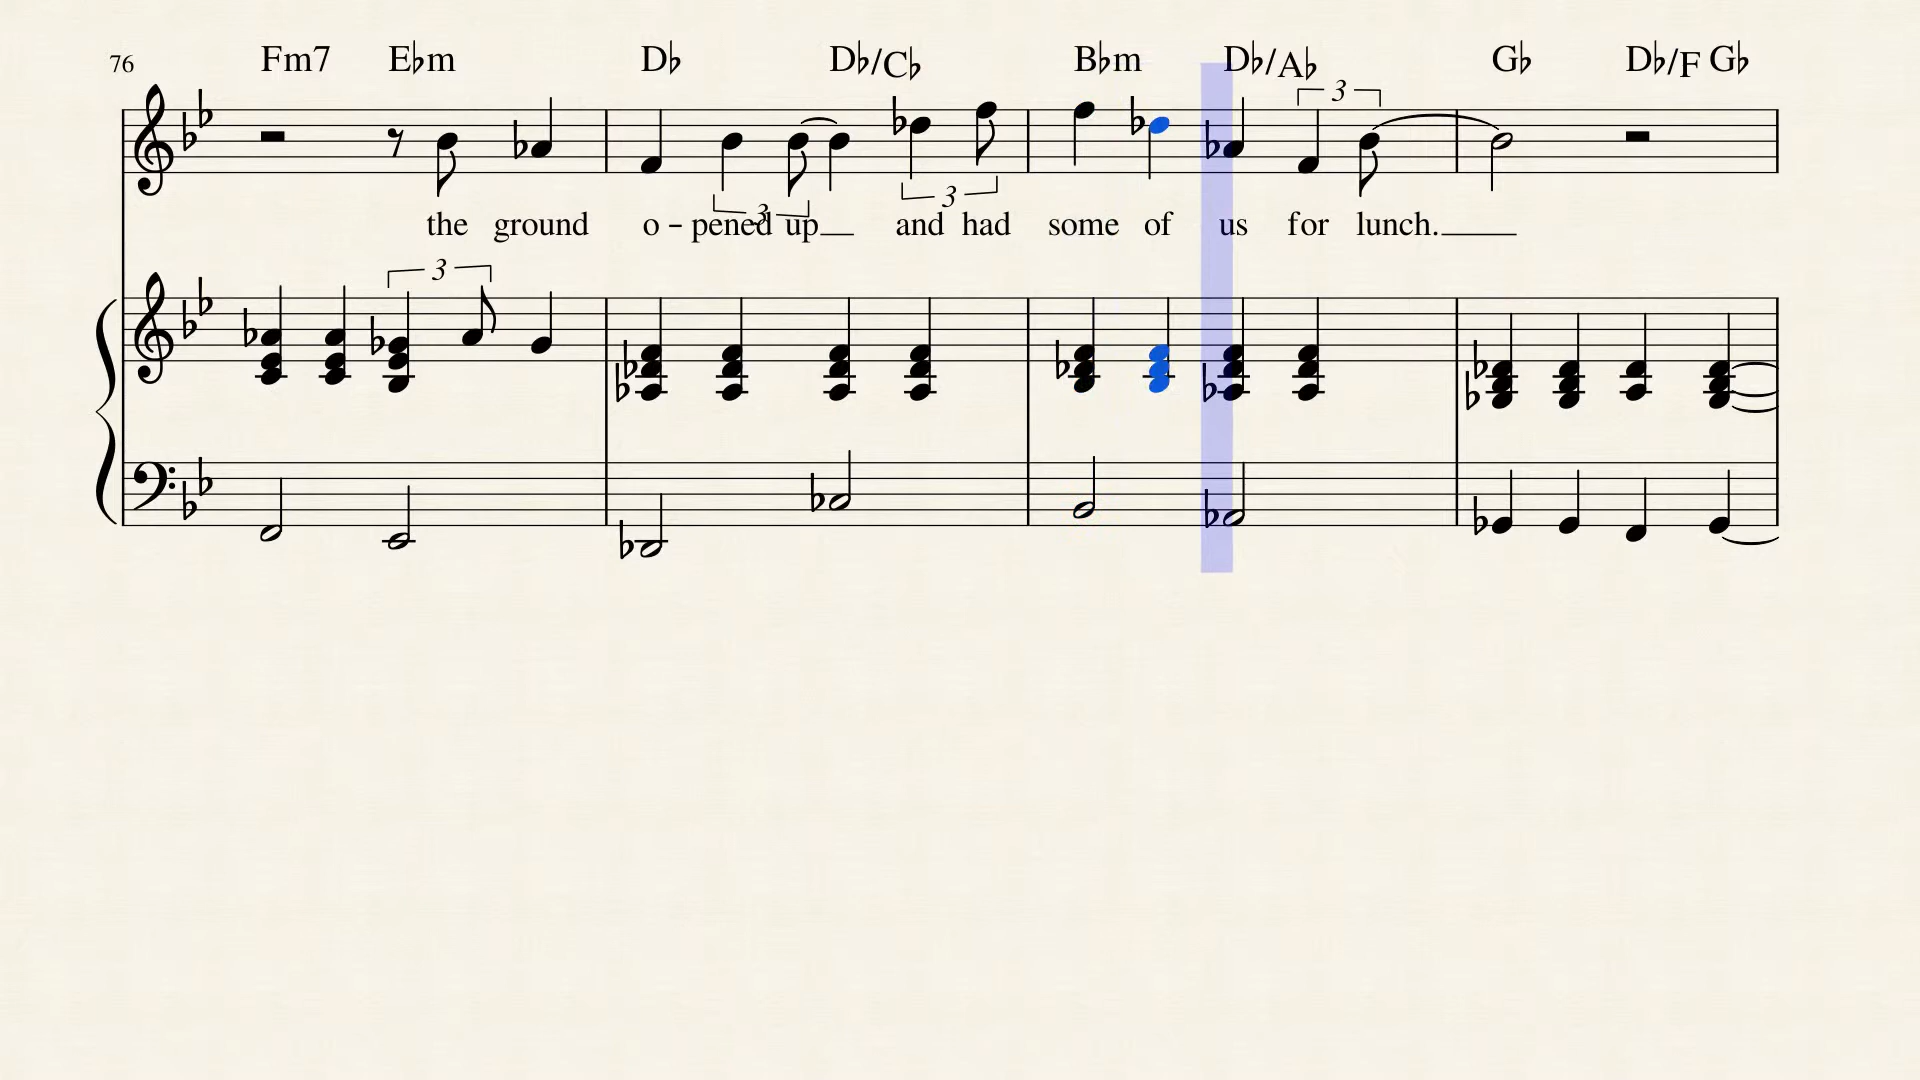 76 Fm7 E♭m D♭ D♭/C♭ B♭m D♭/A♭ G♭ D♭/F G♭
3
3 3
the ground o - pened up and had some of us for lunch.
3